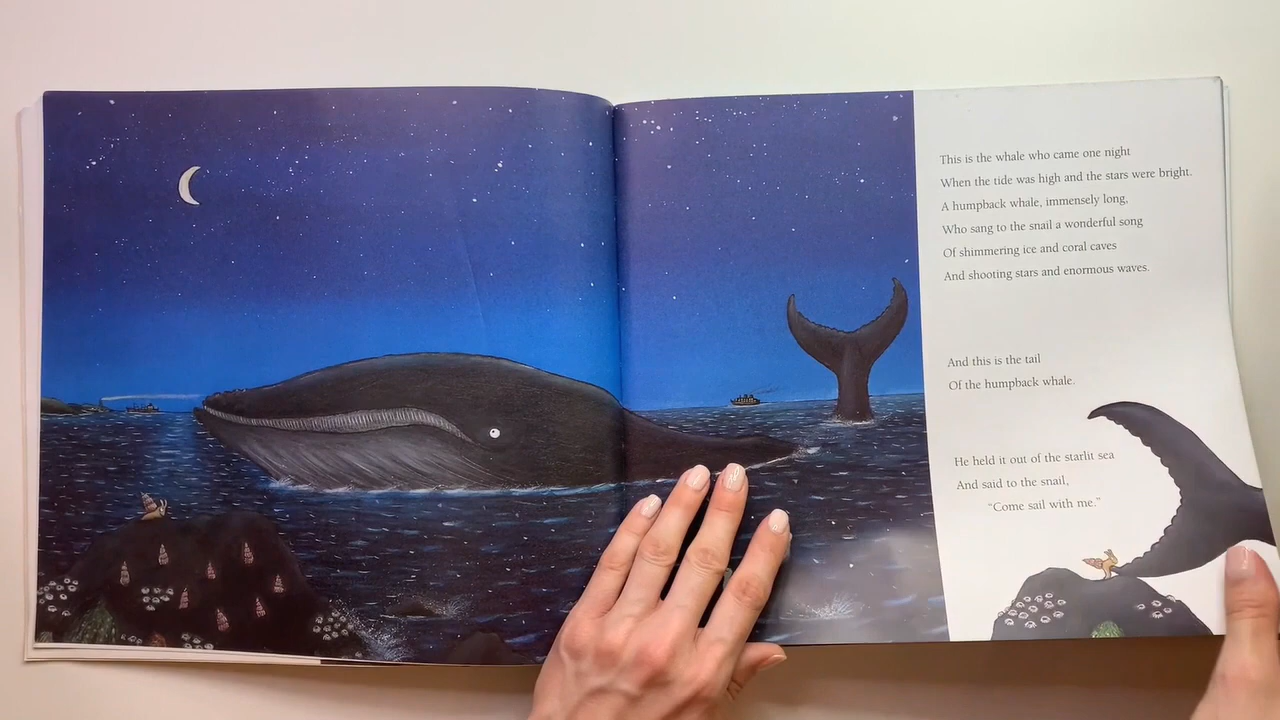 This is the whale who came one night
When the tide was high and the stars were bright.
A humpback whale, immensely long,
Who sang to the snail a wonderful song
Of shimmering ice and coral caves
And shooting stars and enormous waves.
And this is the tail
Of the humpback whale.
He held it out of the starlit sea
And said to the snail,
“Come sail with me.”